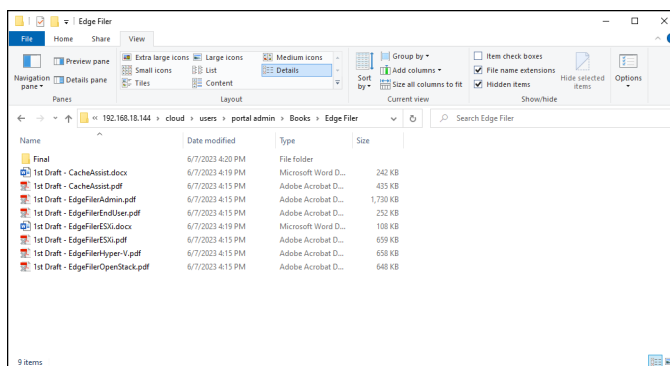 Edge Filer
File Home Share View
Navigation pane
Preview pane
Details pane
Panes
Extra large icons Large icons Medium icons
Small icons List Details
Tiles Content
Layout
Sort by
Group by
Add columns
Size all columns to fit
Current view
Item check boxes
File name extensions
Hidden items
Hide selected items
Show/hide
Options
« 192.168.18.144 > cloud > users > portal admin > Books > Edge Filer
Search Edge Filer
Name Date modified Type Size
Final 6/7/2023 4:20 PM File folder
1st Draft - CacheAssist.docx 6/7/2023 4:19 PM Microsoft Word D... 242 KB
1st Draft - CacheAssist.pdf 6/7/2023 4:15 PM Adobe Acrobat D... 435 KB
1st Draft - EdgeFilerAdmin.pdf 6/7/2023 4:15 PM Adobe Acrobat D... 1,730 KB
1st Draft - EdgeFilerEndUser.pdf 6/7/2023 4:15 PM Adobe Acrobat D... 252 KB
1st Draft - EdgeFilerESXi.docx 6/7/2023 4:19 PM Microsoft Word D... 108 KB
1st Draft - EdgeFilerESXi.pdf 6/7/2023 4:15 PM Adobe Acrobat D... 659 KB
1st Draft - EdgeFilerHyper-V.pdf 6/7/2023 4:15 PM Adobe Acrobat D... 658 KB
1st Draft - EdgeFilerOpenStack.pdf 6/7/2023 4:15 PM Adobe Acrobat D... 648 KB
9 items